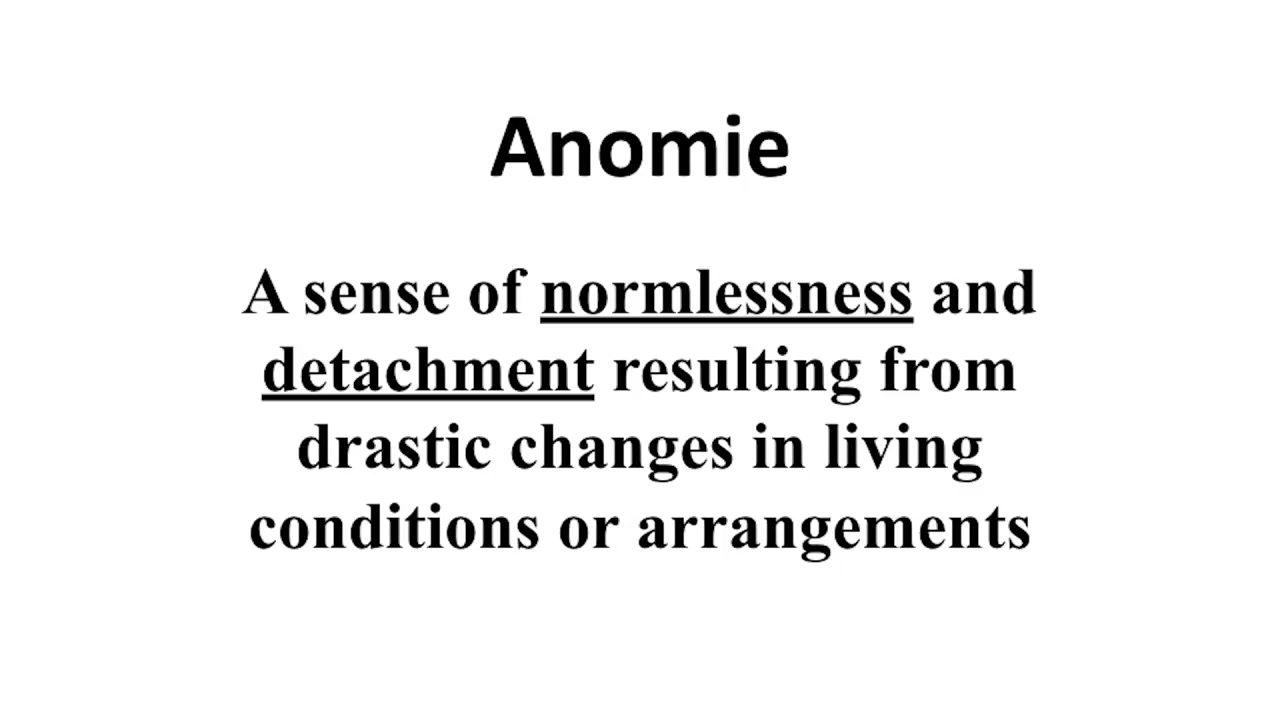 Anomie
A sense of normlessness and
detachment resulting from
drastic changes in living
conditions or arrangements